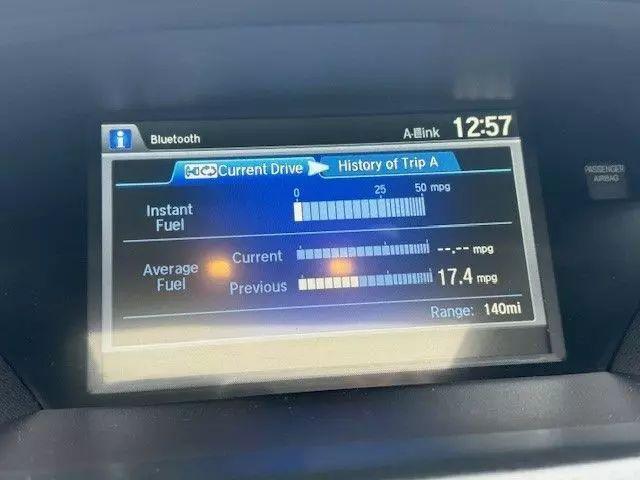 Bluetooth A-Link 12:57
Current Drive History of Trip A
0 25 50 mpg
Instant
Fuel
Average
Fuel
Current --.-- mpg
Previous 17.4 mpg
Range: 140mi
PASSENGER
AIRBAG